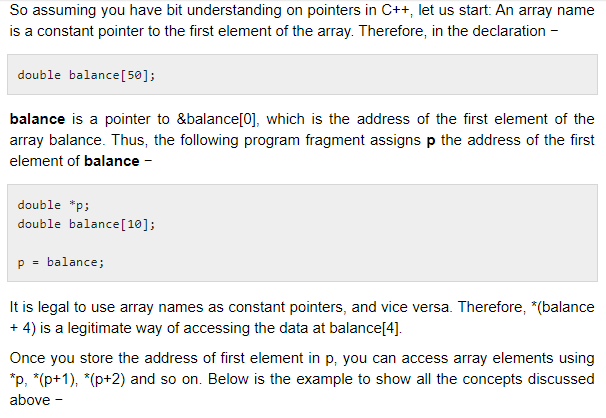 So assuming you have bit understanding on pointers in C++, let us start: An array name
is a constant pointer to the first element of the array. Therefore, in the declaration −
double balance[50];
balance is a pointer to &balance[0], which is the address of the first element of the
array balance. Thus, the following program fragment assigns p the address of the first
element of balance −
double *p;
double balance[10];
p = balance;
It is legal to use array names as constant pointers, and vice versa. Therefore, *(balance
+ 4) is a legitimate way of accessing the data at balance[4].
Once you store the address of first element in p, you can access array elements using
*p, *(p+1), *(p+2) and so on. Below is the example to show all the concepts discussed
above −